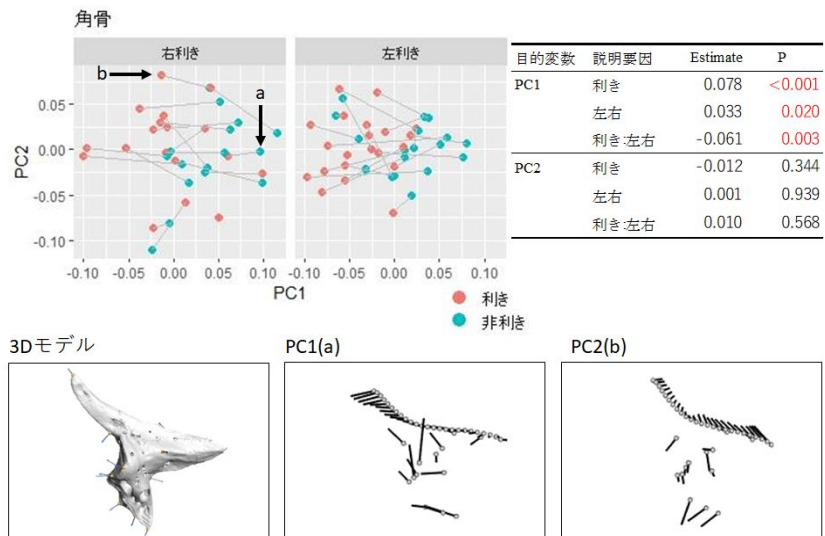 角骨
右利き
左利き
b
a
PC2
0.05
0.00
-0.05
-0.10
-0.10
-0.05
0.00
0.05
0.10
-0.10
-0.05
0.00
0.05
0.10
PC1
利き
非利き
目的変数 説明要因 Estimate P
PC1 利き 0.078 <0.001
左右 0.033 0.020
利き:左右 -0.061 0.003
PC2 利き -0.012 0.344
左右 0.001 0.939
利き:左右 0.010 0.568
3Dモデル
PC1(a)
PC2(b)